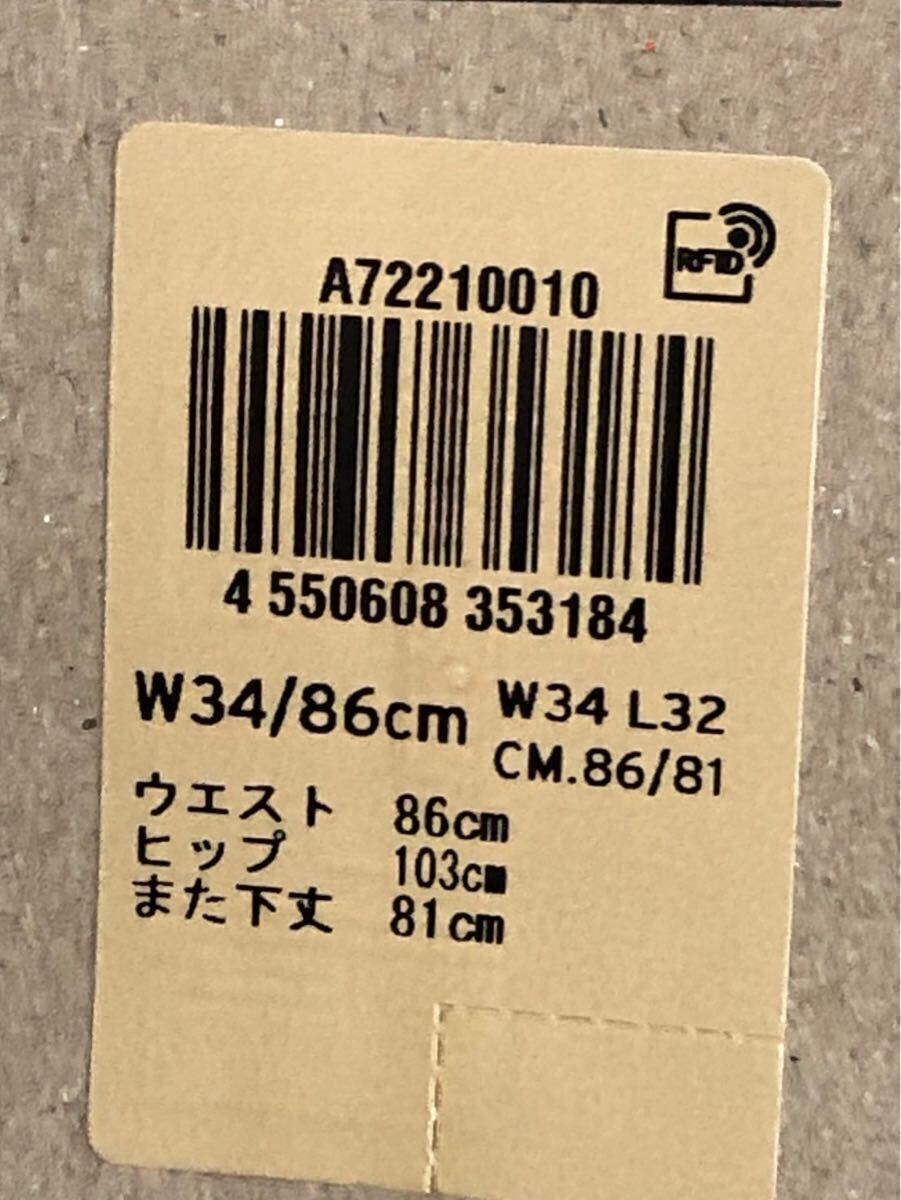 RFID
A72210010
4 550608 353184
W34/86cm
W34 L32
CM.86/81
ウエスト 86cm
ヒップ 103cm
また下丈 81cm